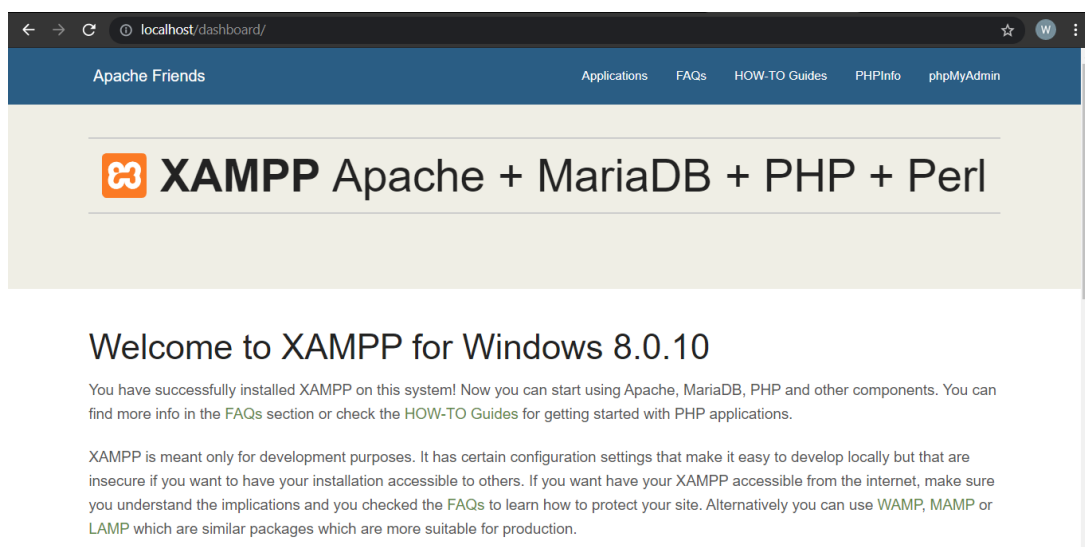 localhost/dashboard/
W
Apache Friends
Applications FAQs HOW-TO Guides PHPInfo phpMyAdmin
XAMPP Apache + MariaDB + PHP + Perl
Welcome to XAMPP for Windows 8.0.10
You have successfully installed XAMPP on this system! Now you can start using Apache, MariaDB, PHP and other components. You can
find more info in the FAQs section or check the HOW-TO Guides for getting started with PHP applications.
XAMPP is meant only for development purposes. It has certain configuration settings that make it easy to develop locally but that are
insecure if you want to have your installation accessible to others. If you want have your XAMPP accessible from the internet, make sure
you understand the implications and you checked the FAQs to learn how to protect your site. Alternatively you can use WAMP, MAMP or
LAMP which are similar packages which are more suitable for production.